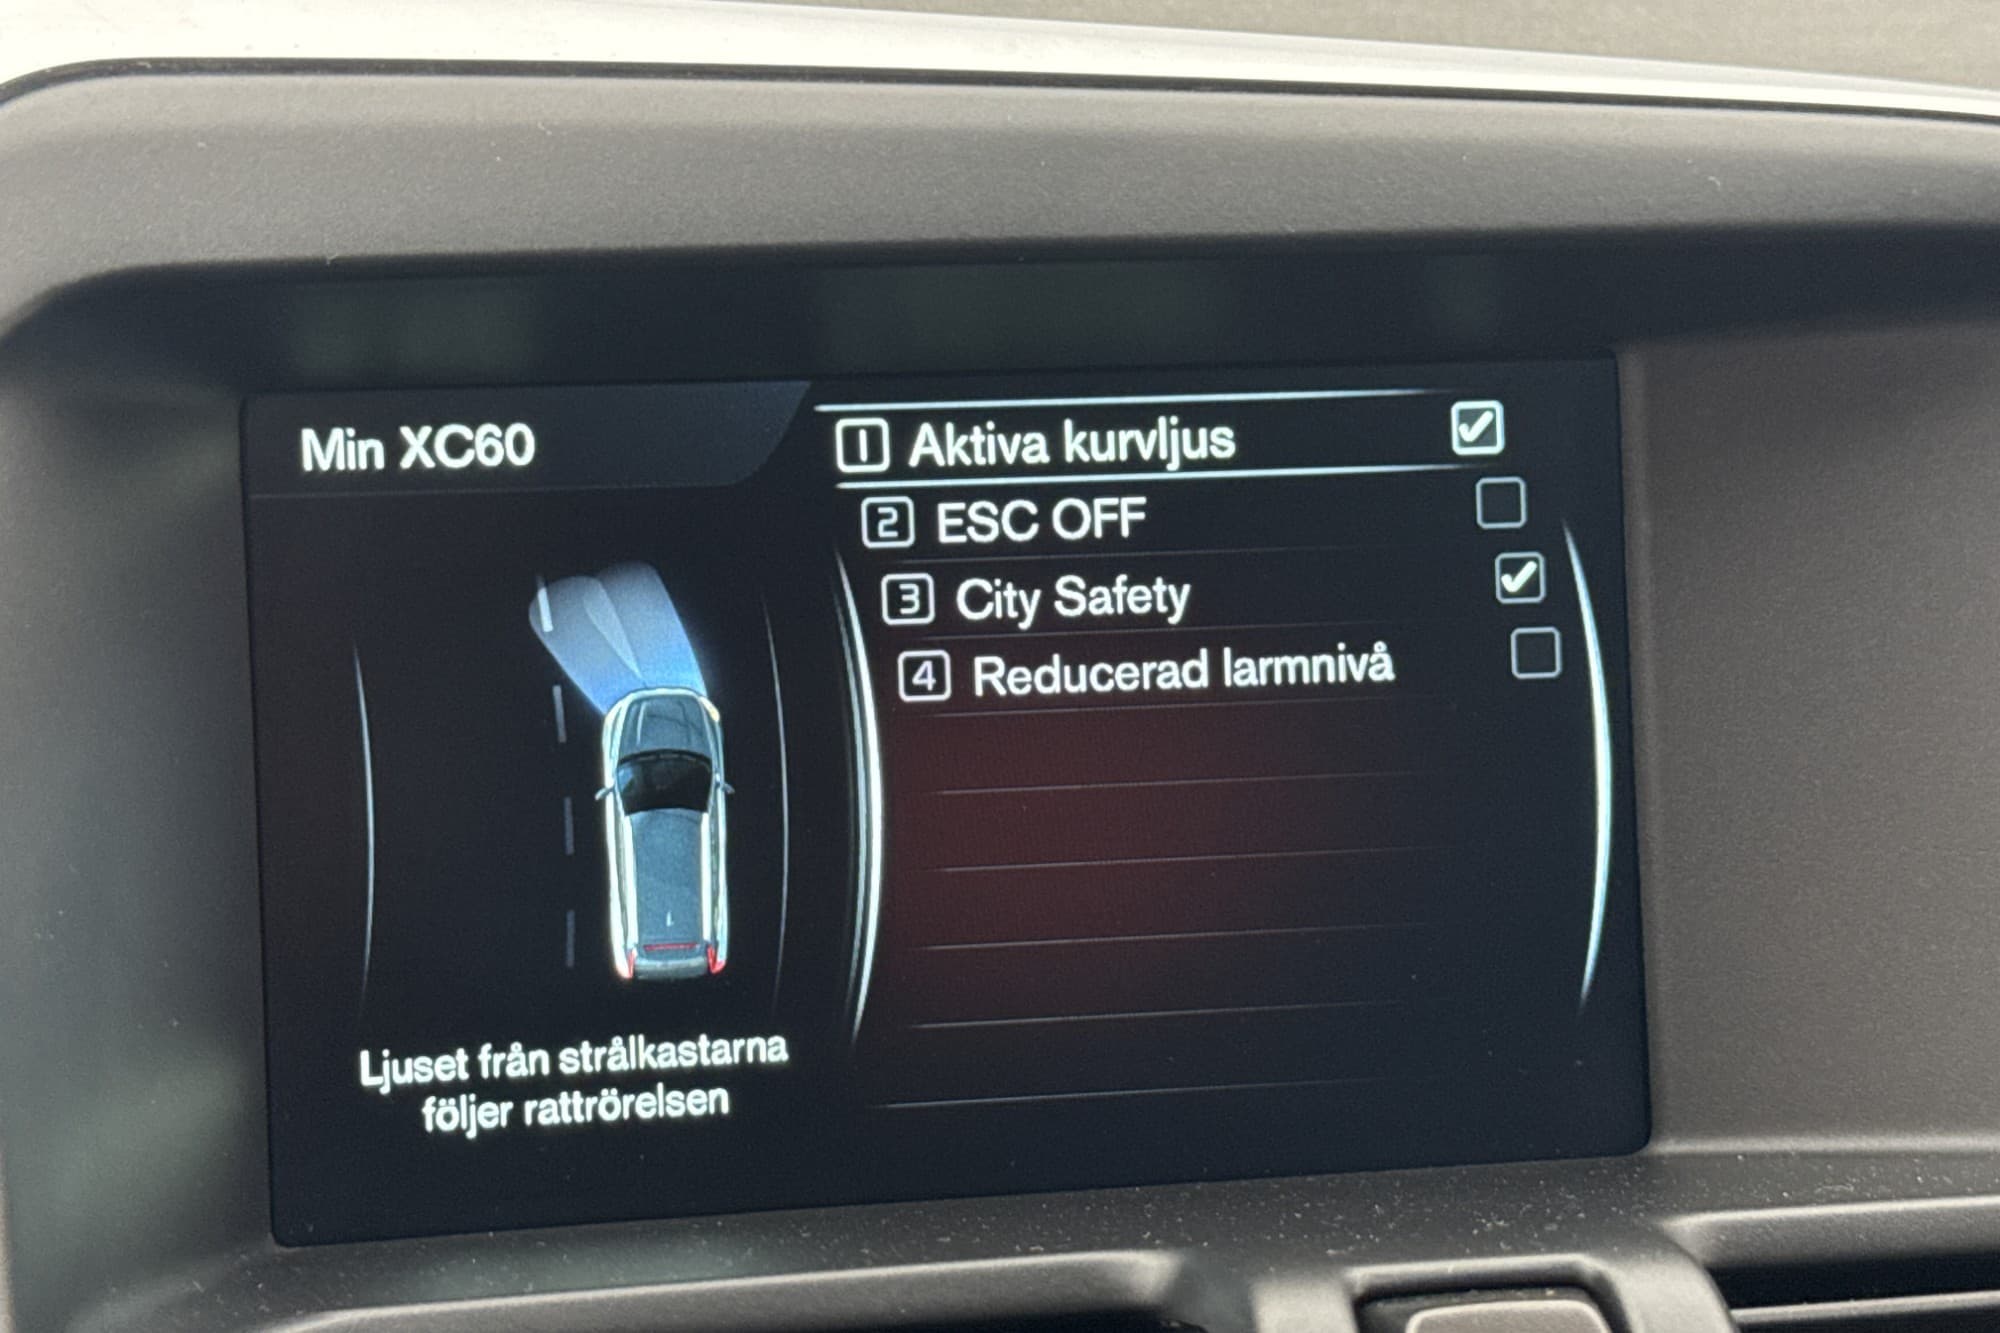 Min XC60
1 Aktiva kurvljus
2 ESC OFF
3 City Safety
4 Reducerad larmnivå
Ljuset från strålkastarna
följer rattrörelsen